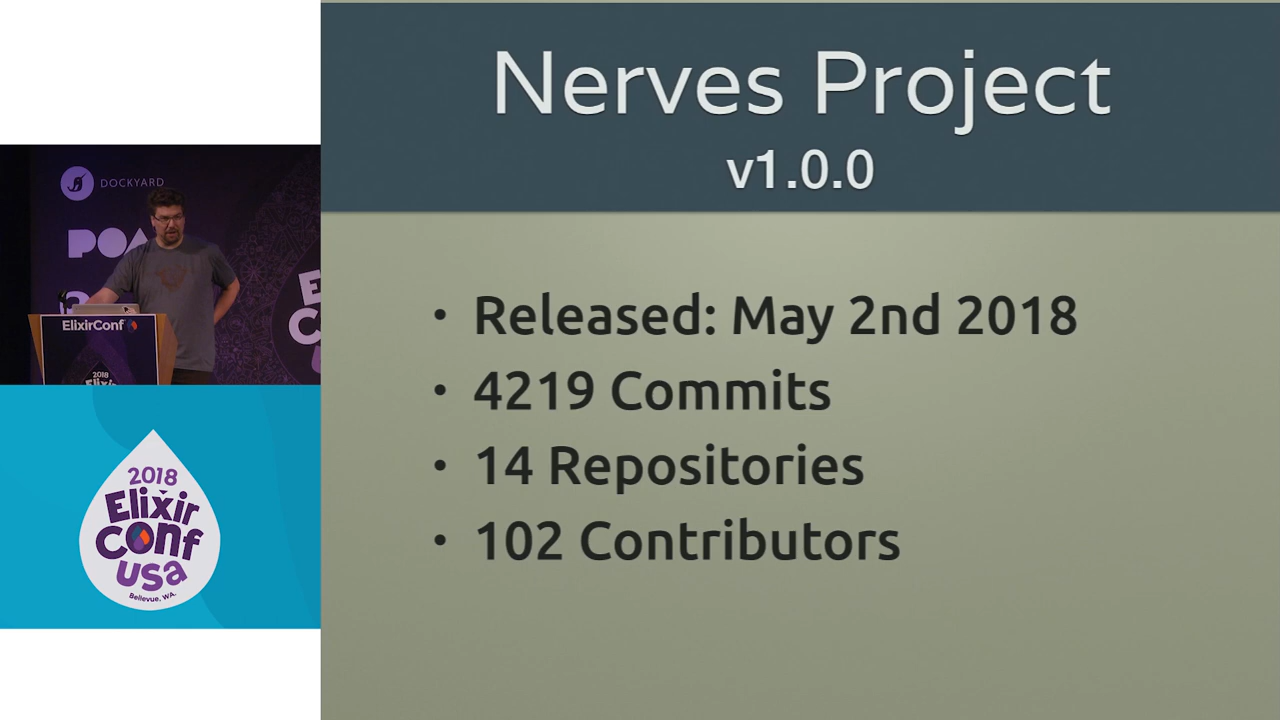 Nerves Project
v1.0.0
• Released: May 2nd 2018
• 4219 Commits
• 14 Repositories
• 102 Contributors
DOCKYARD
ElixirConf
2018
2018
Elixir
Conf
USa
Bellevue, WA.